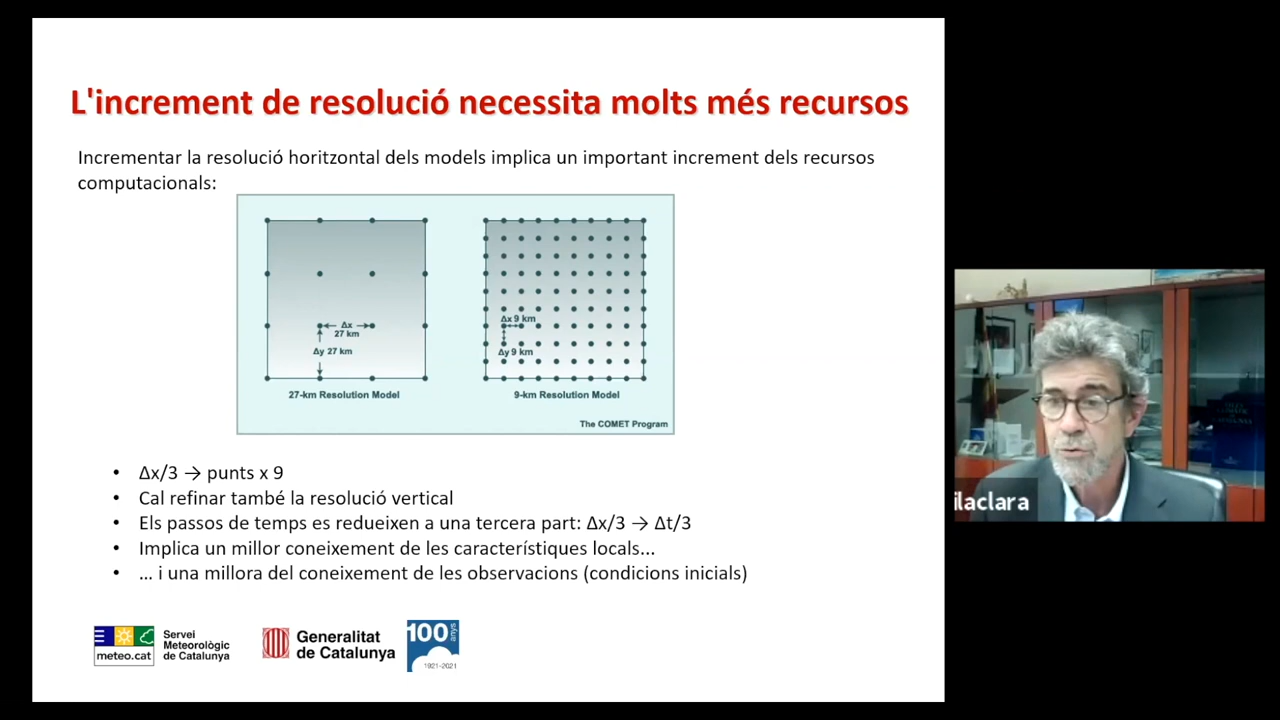 L'increment de resolució necessita molts més recursos
Incrementar la resolució horitzontal dels models implica un important increment dels recursos
computacionals:
Δx
27 km
Δy 27 km
27-km Resolution Model
Δx 9 km
Δy 9 km
9-km Resolution Model
The COMET Program
• Δx/3 → punts x 9
• Cal refinar també la resolució vertical
• Els passos de temps es redueixen a una tercera part: Δx/3 → Δt/3
• Implica un millor coneixement de les característiques locals...
• ... i una millora del coneixement de les observacions (condicions inicials)
meteo.cat
Servei
Meteorològic
de Catalunya
Generalitat
de Catalunya
100 anys
1921-2021
ilaclara